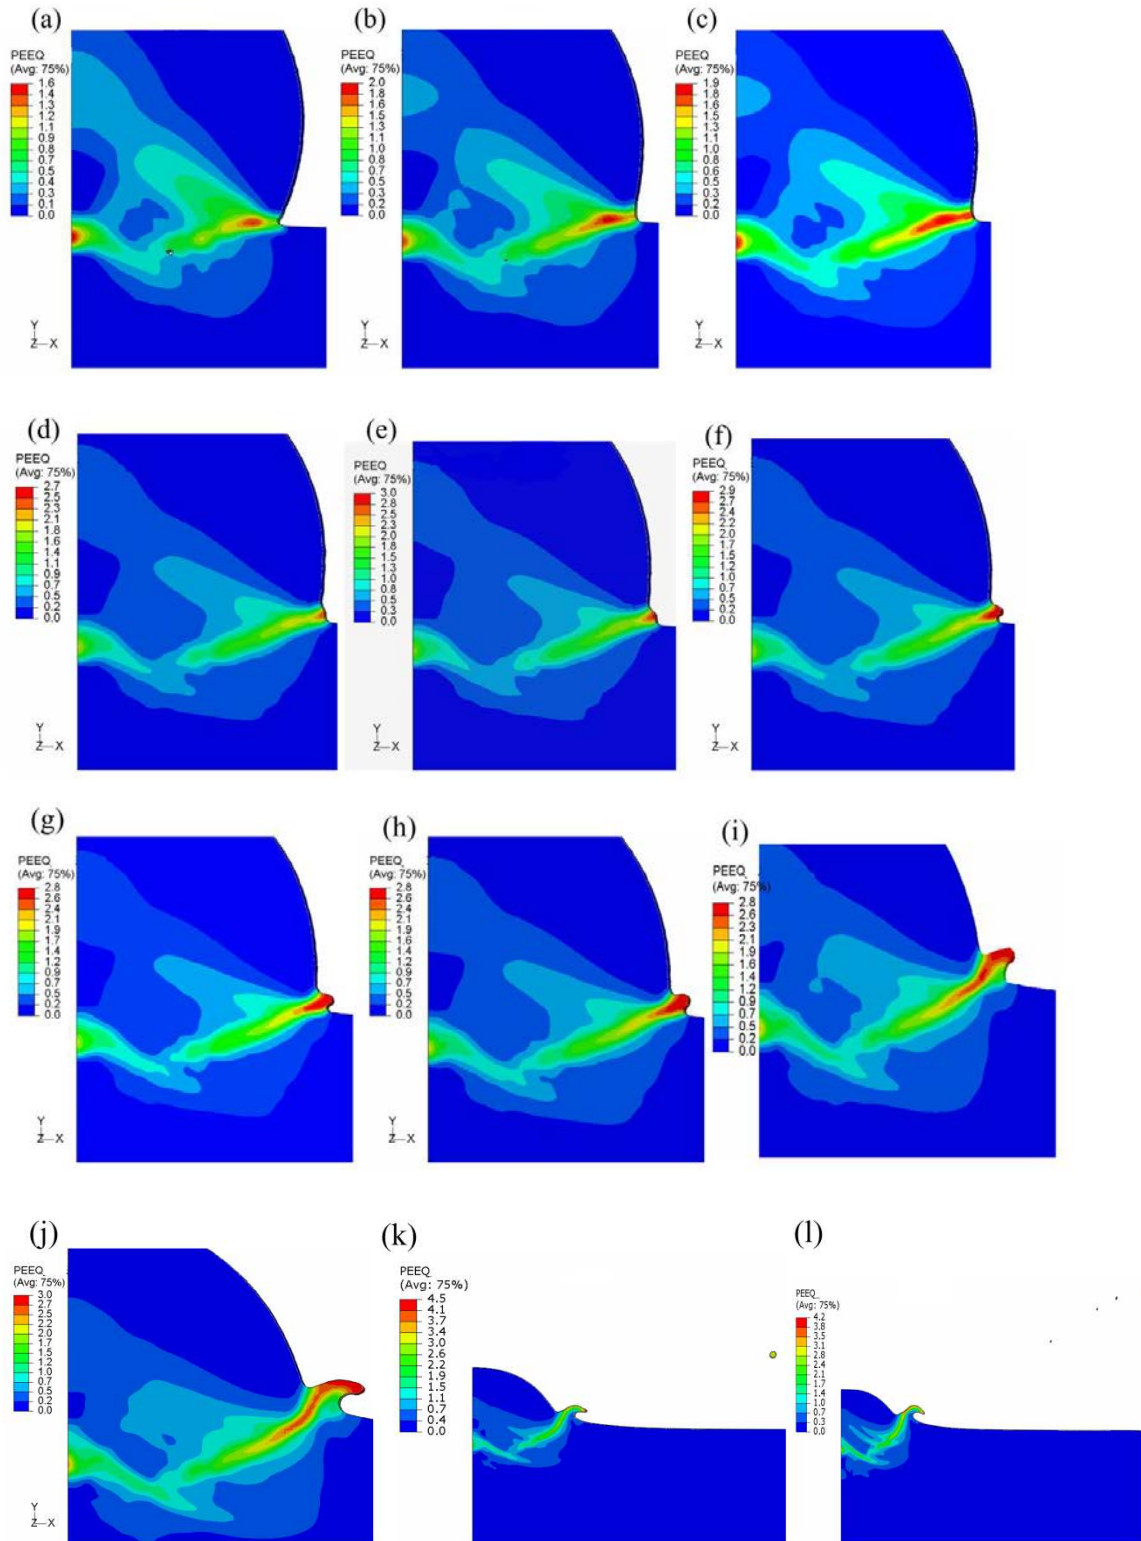 (a)
PEEQ
(Avg: 75%)
1.6
1.4
1.3
1.2
1.1
0.9
0.8
0.7
0.5
0.4
0.3
0.1
0.0
Y
Z X
(b)
PEEQ
(Avg: 75%)
2.0
1.8
1.6
1.5
1.3
1.1
1.0
0.8
0.7
0.5
0.3
0.2
0.0
Y
Z X
(c)
PEEQ
(Avg: 75%)
1.9
1.8
1.6
1.5
1.3
1.1
1.0
0.8
0.6
0.5
0.3
0.2
0.0
Y
Z X
(d)
PEEQ
(Avg: 75%)
2.7
2.5
2.3
2.1
1.8
1.6
1.4
1.1
0.9
0.7
0.5
0.2
0.0
Y
Z X
(e)
PEEQ
(Avg: 75%)
3.0
2.8
2.5
2.3
2.0
1.8
1.5
1.3
1.0
0.8
0.5
0.3
0.0
Y
Z X
(f)
PEEQ
(Avg: 75%)
2.9
2.7
2.4
2.2
2.0
1.7
1.5
1.2
1.0
0.7
0.5
0.2
0.0
Y
Z X
(g)
PEEQ
(Avg: 75%)
2.8
2.6
2.4
2.1
1.9
1.7
1.4
1.2
0.9
0.7
0.5
0.2
0.0
Y
Z X
(h)
PEEQ
(Avg: 75%)
2.8
2.6
2.4
2.1
1.9
1.7
1.4
1.2
0.9
0.7
0.5
0.2
0.0
Y
Z X
(i)
PEEQ
(Avg: 75%)
2.8
2.6
2.3
2.1
1.9
1.6
1.4
1.2
0.9
0.7
0.5
0.2
0.0
(j)
PEEQ
(Avg: 75%)
3.0
2.7
2.5
2.2
2.0
1.7
1.5
1.2
1.0
0.7
0.5
0.2
0.0
Y
Z X
(k)
PEEQ
(Avg: 75%)
4.5
4.1
3.7
3.4
3.0
2.6
2.2
1.9
1.5
1.1
0.7
0.4
0.0
(l)
PEEQ
(Avg: 75%)
4.2
3.8
3.5
3.1
2.8
2.4
2.1
1.7
1.4
1.0
0.7
0.3
0.0